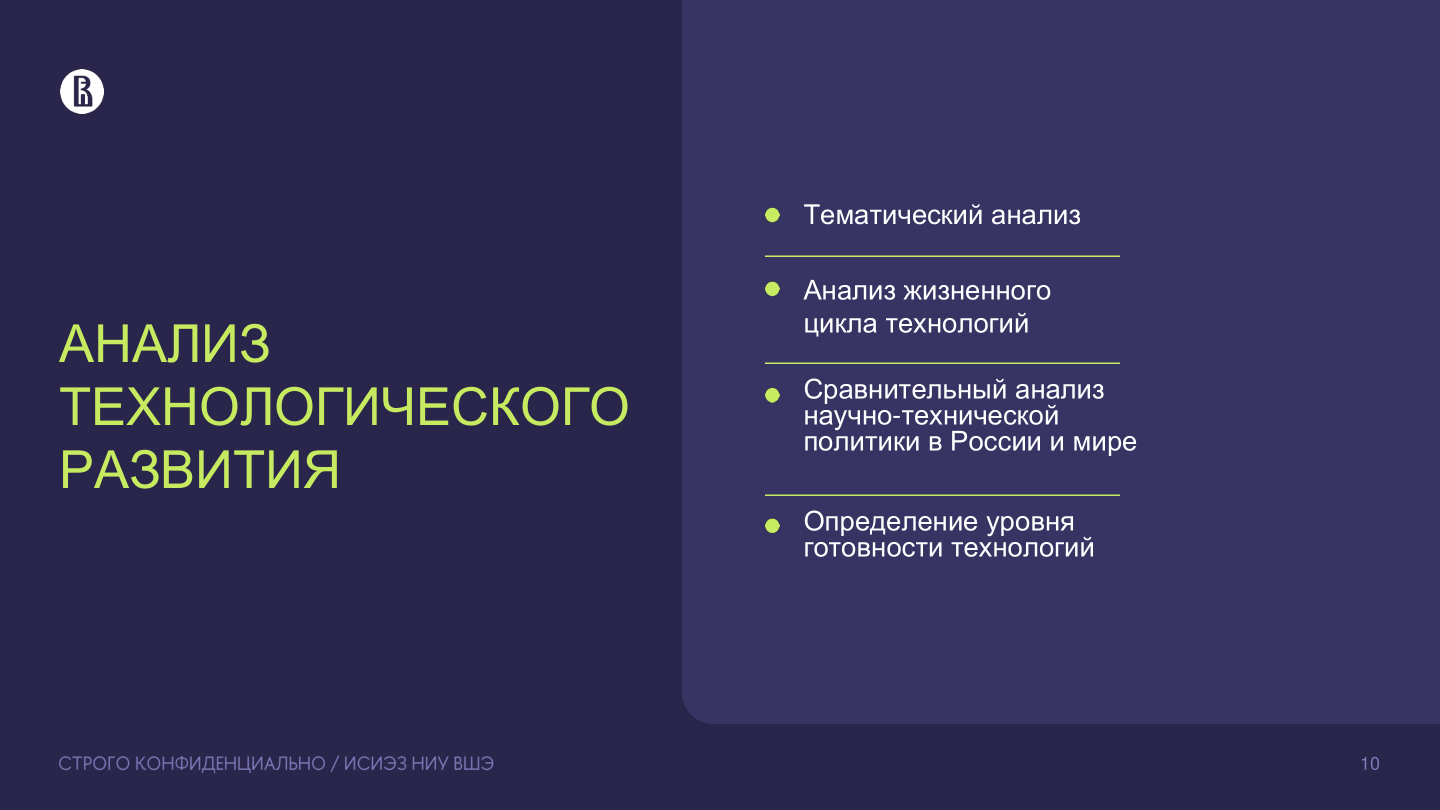 АНАЛИЗ
ТЕХНОЛОГИЧЕСКОГО
РАЗВИТИЯ
Тематический анализ
Анализ жизненного
цикла технологий
Сравнительный анализ
научно-технической
политики в России и мире
Определение уровня
готовности технологий
СТРОГО КОНФИДЕНЦИАЛЬНО / ИСИЭЗ НИУ ВШЭ
10